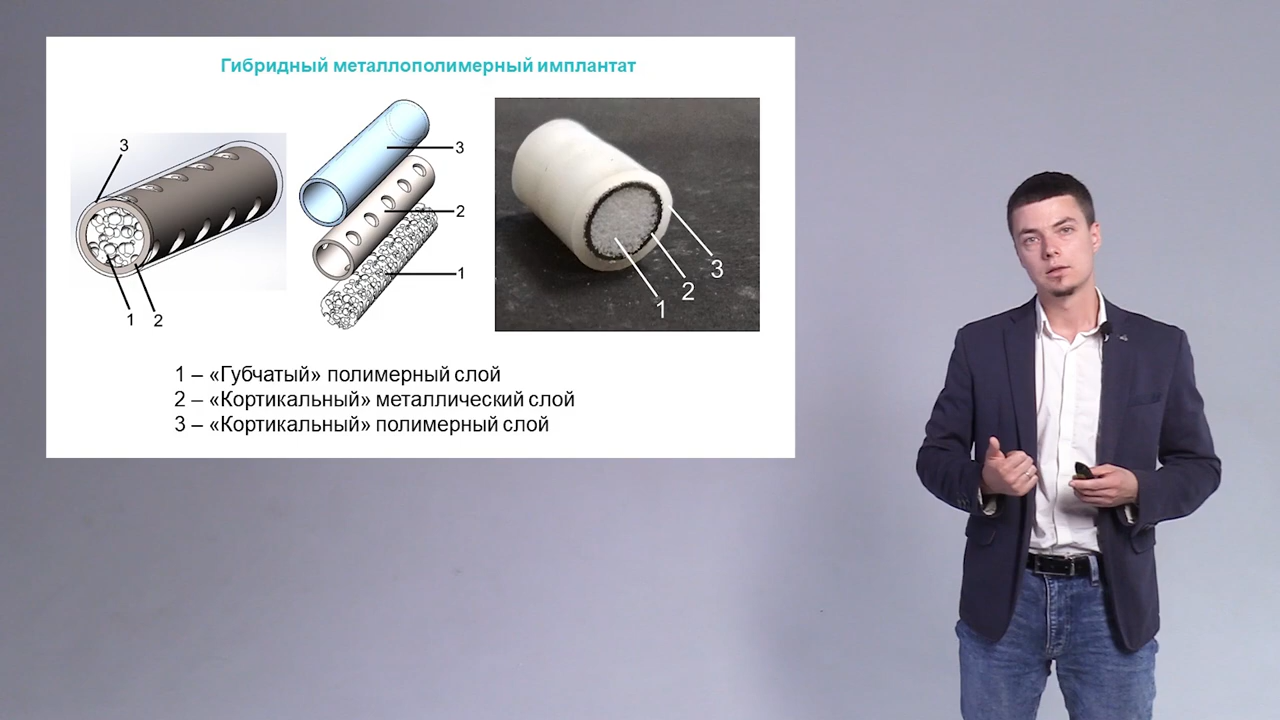 Гибридный металлополимерный имплантат
3
1
2
3
2
1
3
2
1
1 – «Губчатый» полимерный слой
2 – «Кортикальный» металлический слой
3 – «Кортикальный» полимерный слой